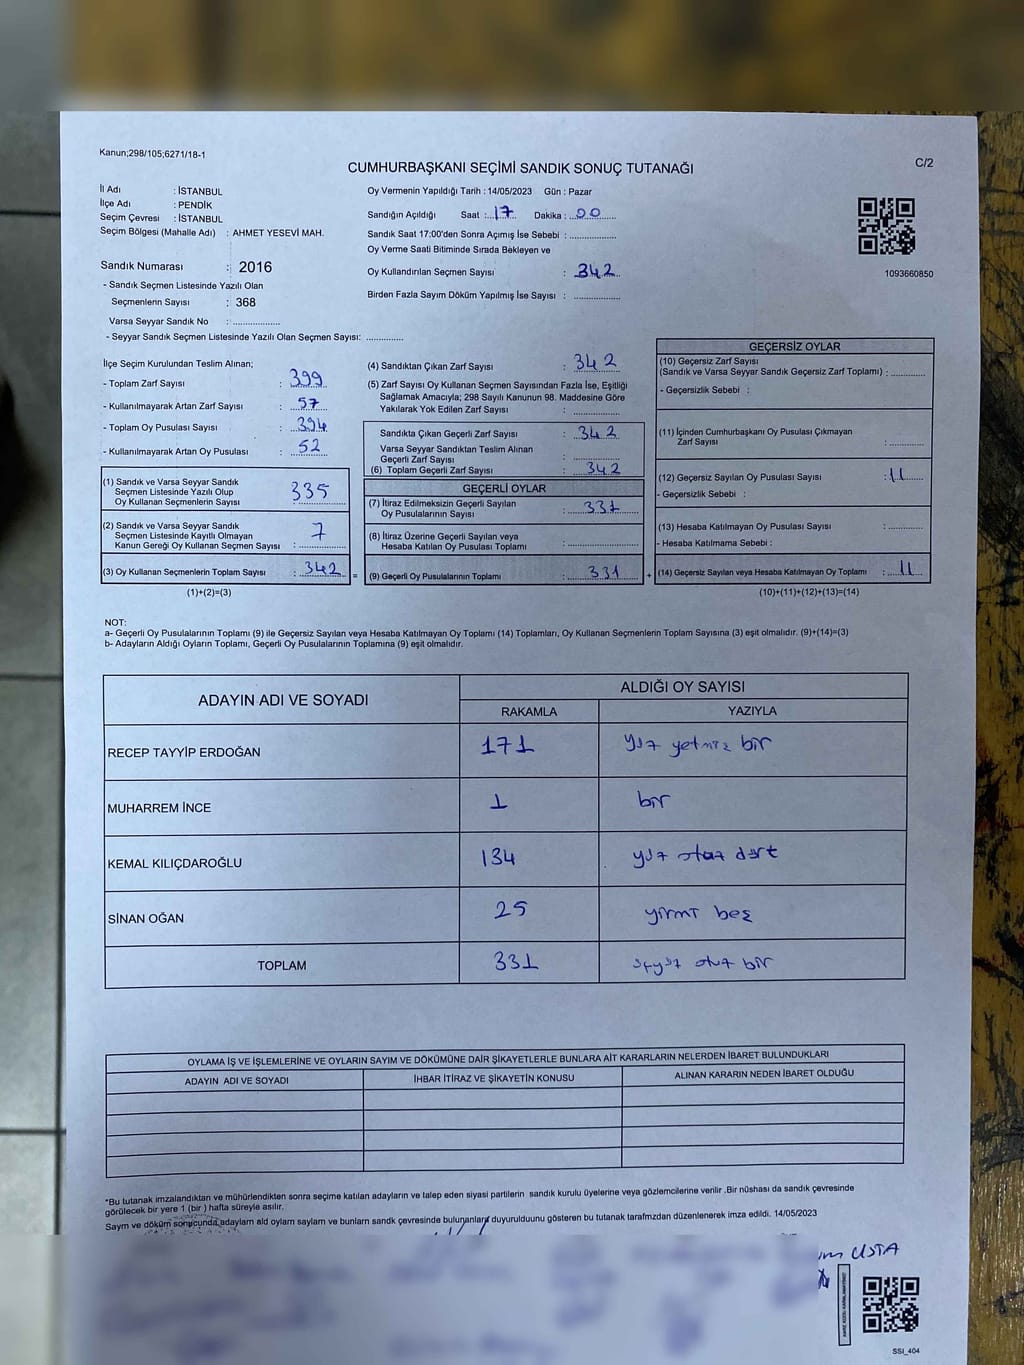 Kanun;298/105;6271/18-1
CUMHURBAŞKANI SEÇİMİ SANDIK SONUÇ TUTANAĞI
C/2
İl Adı : İSTANBUL
İlçe Adı : PENDİK
Seçim Çevresi : İSTANBUL
Seçim Bölgesi (Mahalle Adı) : AHMET YESEVİ MAH.
Oy Vermenin Yapıldığı Tarih : 14/05/2023 Gün : Pazar
Sandığın Açıldığı Saat :..17 Dakika :..00
Sandık Saat 17:00'den Sonra Açımış İse Sebebi :
Oy Verme Saati Bitiminde Sırada Bekleyen ve
Oy Kullandırılan Seçmen Sayısı : 342
Birden Fazla Sayım Döküm Yapılmış İse Sayısı :
1093660850
Sandık Numarası : 2016
- Sandık Seçmen Listesinde Yazılı Olan
Seçmenlerin Sayısı : 368
Varsa Seyyar Sandık No :
- Seyyar Sandık Seçmen Listesinde Yazılı Olan Seçmen Sayısı:
İlçe Seçim Kurulundan Teslim Alınan;
- Toplam Zarf Sayısı : 399
- Kullanılmayarak Artan Zarf Sayısı : 57
- Toplam Oy Pusulası Sayısı : 394
- Kullanılmayarak Artan Oy Pusulası : 52
(1) Sandık ve Varsa Seyyar Sandık
Seçmen Listesinde Yazılı Olup
Oy Kullanan Seçmenlerin Sayısı 335
(2) Sandık ve Varsa Seyyar Sandık
Seçmen Listesinde Kayıtlı Olmayan
Kanun Gereği Oy Kullanan Seçmen Sayısı : 7
(3) Oy Kullanan Seçmenlerin Toplam Sayısı : 342
(1)+(2)=(3)
(4) Sandıktan Çıkan Zarf Sayısı : 342
(5) Zarf Sayısı Oy Kullanan Seçmen Sayısından Fazla İse, Eşitliği
Sağlamak Amacıyla; 298 Sayılı Kanunun 98. Maddesine Göre
Yakılarak Yok Edilen Zarf Sayısı :
Sandıkta Çıkan Geçerli Zarf Sayısı : 342
Varsa Seyyar Sandıktan Teslim Alınan
Geçerli Zarf Sayısı :
(6) Toplam Geçerli Zarf Sayısı : 342
GEÇERLİ OYLAR
(7) İtiraz Edilmeksizin Geçerli Sayılan
Oy Pusulalarının Sayısı : 331
(8) İtiraz Üzerine Geçerli Sayılan veya
Hesaba Katılan Oy Pusulası Toplamı :
= (9) Geçerli Oy Pusulalarının Toplamı : 331 +
GEÇERSİZ OYLAR
(10) Geçersiz Zarf Sayısı
(Sandık ve Varsa Seyyar Sandık Geçersiz Zarf Toplamı) :
- Geçersizlik Sebebi :
(11) İçinden Cumhurbaşkanı Oy Pusulası Çıkmayan
Zarf Sayısı :
(12) Geçersiz Sayılan Oy Pusulası Sayısı : 11
- Geçersizlik Sebebi :
(13) Hesaba Katılmayan Oy Pusulası Sayısı :
- Hesaba Katılmama Sebebi :
(14) Geçersiz Sayılan veya Hesaba Katılmayan Oy Toplamı : 11
(10)+(11)+(12)+(13)=(14)
NOT:
a- Geçerli Oy Pusulalarının Toplamı (9) ile Geçersiz Sayılan veya Hesaba Katılmayan Oy Toplamı (14) Toplamları, Oy Kullanan Seçmenlerin Toplam Sayısına (3) eşit olmalıdır. (9)+(14)=(3)
b- Adayların Aldığı Oyların Toplamı, Geçerli Oy Pusulalarının Toplamına (9) eşit olmalıdır.
ADAYIN ADI VE SOYADI ALDIĞI OY SAYISI
RAKAMLA YAZIYLA
RECEP TAYYİP ERDOĞAN 171 yüz yetmiş bir
MUHARREM İNCE 1 bir
KEMAL KILIÇDAROĞLU 134 yüz otuz dört
SİNAN OĞAN 25 yirmi beş
TOPLAM 331 üçyüz otuz bir
OYLAMA İŞ VE İŞLEMLERİNE VE OYLARIN SAYIM VE DÖKÜMÜNE DAİR ŞİKAYETLERLE BUNLARA AİT KARARLARIN NELERDEN İBARET BULUNDUKLARI
ADAYIN ADI VE SOYADI İHBAR İTİRAZ VE ŞİKAYETİN KONUSU ALINAN KARARIN NEDEN İBARET OLDUĞU
*Bu tutanak imzalandıktan ve mühürlendikten sonra seçime katılan adayların ve talep eden siyasi partilerin sandık kurulu üyelerine veya gözlemcilerine verilir .Bir nüshası da sandık çevresinde
görülecek bir yere 1 (bir ) hafta süreyle asılır.
Sayım ve döküm sonucunda,adayların ald oyların saylam ve bunlarm sandk çevresinde bulunanlara duyurulduunu gösteren bu tutanak tarafmzdan düzenlenerek imza edildi. 14/05/2023
USTA
SSI_404